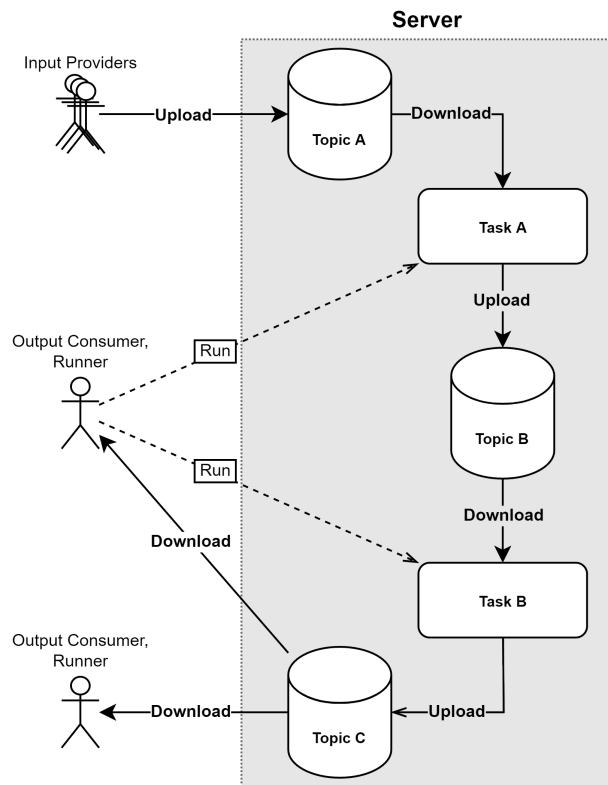 Server
Input Providers
Upload
Topic A
Download
Task A
Upload
Output Consumer,
Runner
Run
Topic B
Run
Download
Download
Task B
Output Consumer,
Runner
Download
Topic C
Upload